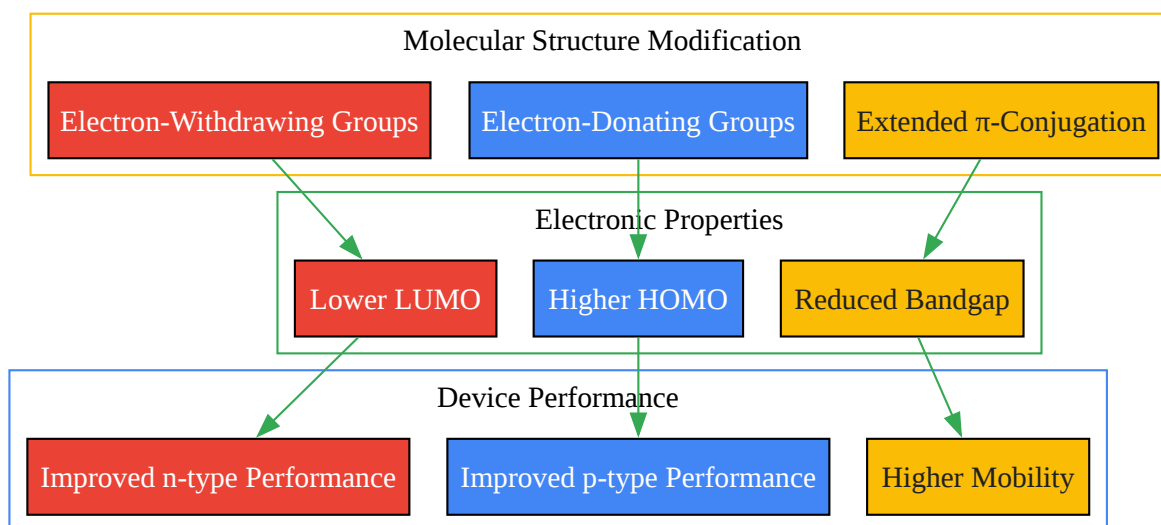 Molecular Structure Modification
Electron-Withdrawing Groups
Electron-Donating Groups
Extended π-Conjugation
Electronic Properties
Lower LUMO
Higher HOMO
Reduced Bandgap
Device Performance
Improved n-type Performance
Improved p-type Performance
Higher Mobility